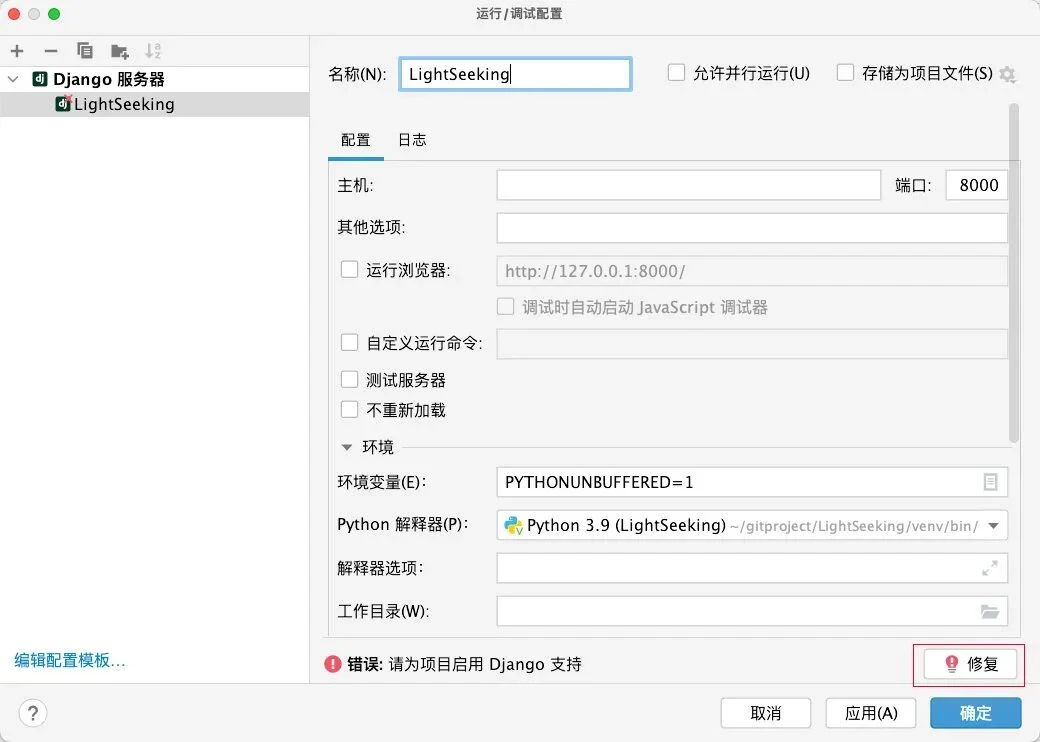 运行/调试配置
Django 服务器
LightSeeking
编辑配置模板...
名称(N): LightSeeking 允许并行运行(U) 存储为项目文件(S)
配置 日志
主机: 端口: 8000
其他选项:
运行浏览器: http://127.0.0.1:8000/
调试时自动启动 JavaScript 调试器
自定义运行命令:
测试服务器
不重新加载
环境
环境变量(E): PYTHONUNBUFFERED=1
Python 解释器(P): Python 3.9 (LightSeeking) ~/gitproject/LightSeeking/venv/bin/
解释器选项:
工作目录(W):
错误: 请为项目启用 Django 支持 修复
? 取消 应用(A) 确定